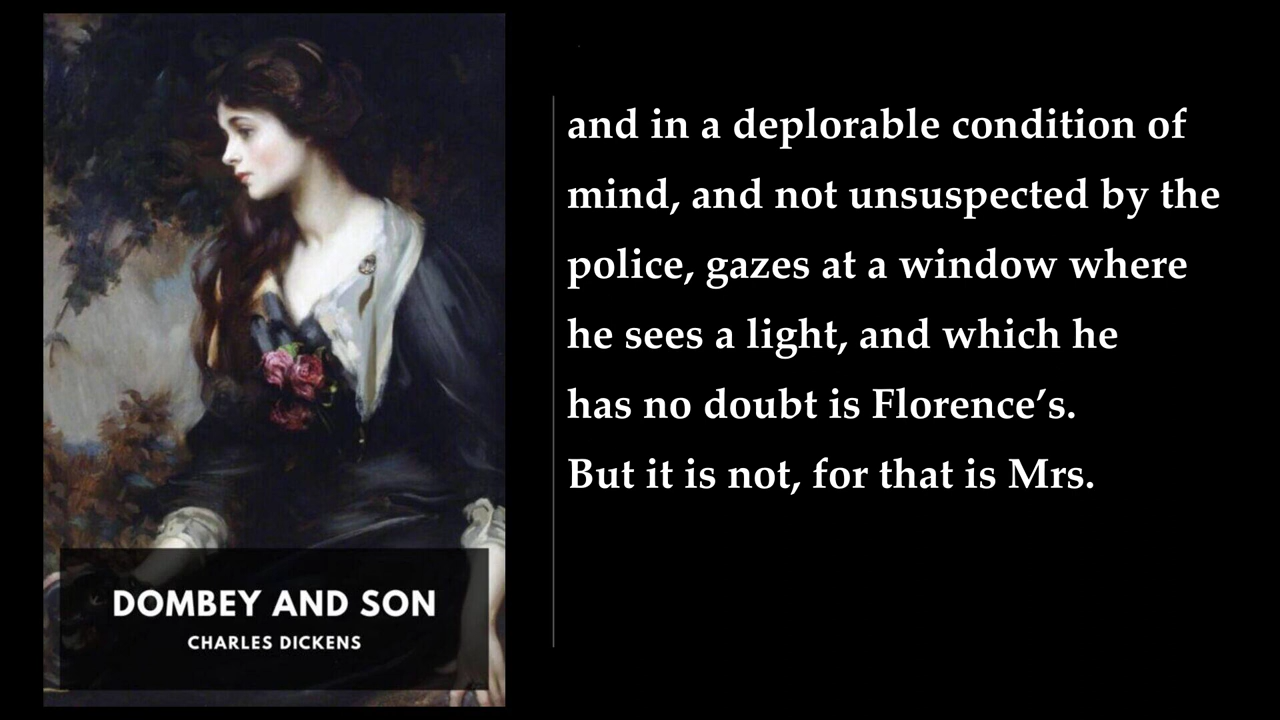 DOMBEY AND SON
CHARLES DICKENS
and in a deplorable condition of
mind, and not unsuspected by the
police, gazes at a window where
he sees a light, and which he
has no doubt is Florence’s.
But it is not, for that is Mrs.